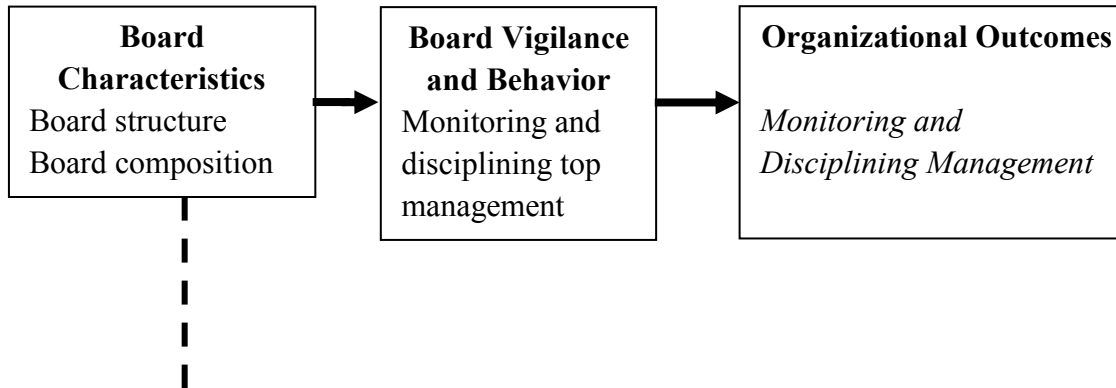 Board
Characteristics
Board structure
Board composition
Board Vigilance
and Behavior
Monitoring and
disciplining top
management
Organizational Outcomes
Monitoring and
Disciplining Management